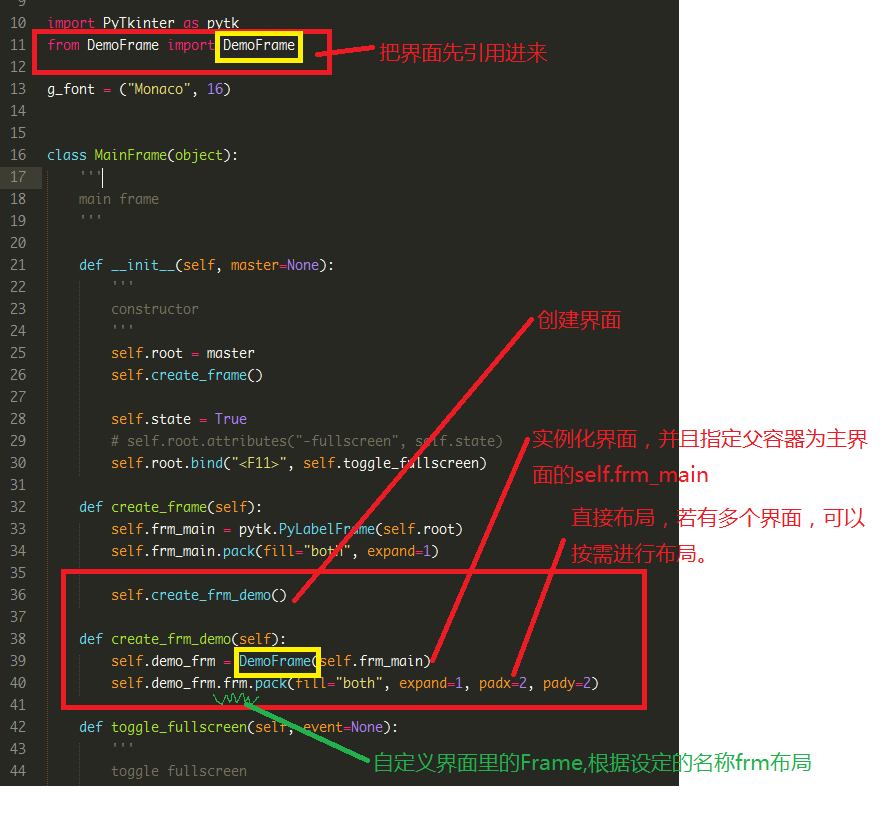 9
10 import PyTkinter as pytk
11 from DemoFrame import DemoFrame
把界面先引用进来
12
13 g_font = ("Monaco", 16)
14
15
16 class MainFrame(object):
17 '''
18 main frame
19 '''
20
21 def __init__(self, master=None):
22 '''
23 constructor
创建界面
24 '''
25 self.root = master
26 self.create_frame()
27
28 self.state = True
29 # self.root.attributes("-fullscreen", self.state)
实例化界面，并且指定父容器为主界
30 self.root.bind("<F11>", self.toggle_fullscreen)
面的self.frm_main
31
32 def create_frame(self):
直接布局，若有多个界面，可以
33 self.frm_main = pytk.PyLabelFrame(self.root)
34 self.frm_main.pack(fill="both", expand=1)
按需进行布局。
35
36 self.create_frm_demo()
37
38 def create_frm_demo(self):
39 self.demo_frm = DemoFrame(self.frm_main)
40 self.demo_frm.frm.pack(fill="both", expand=1, padx=2, pady=2)
41
42 def toggle_fullscreen(self, event=None):
43 '''
自定义界面里的Frame,根据设定的名称frm布局
44 toggle fullscreen